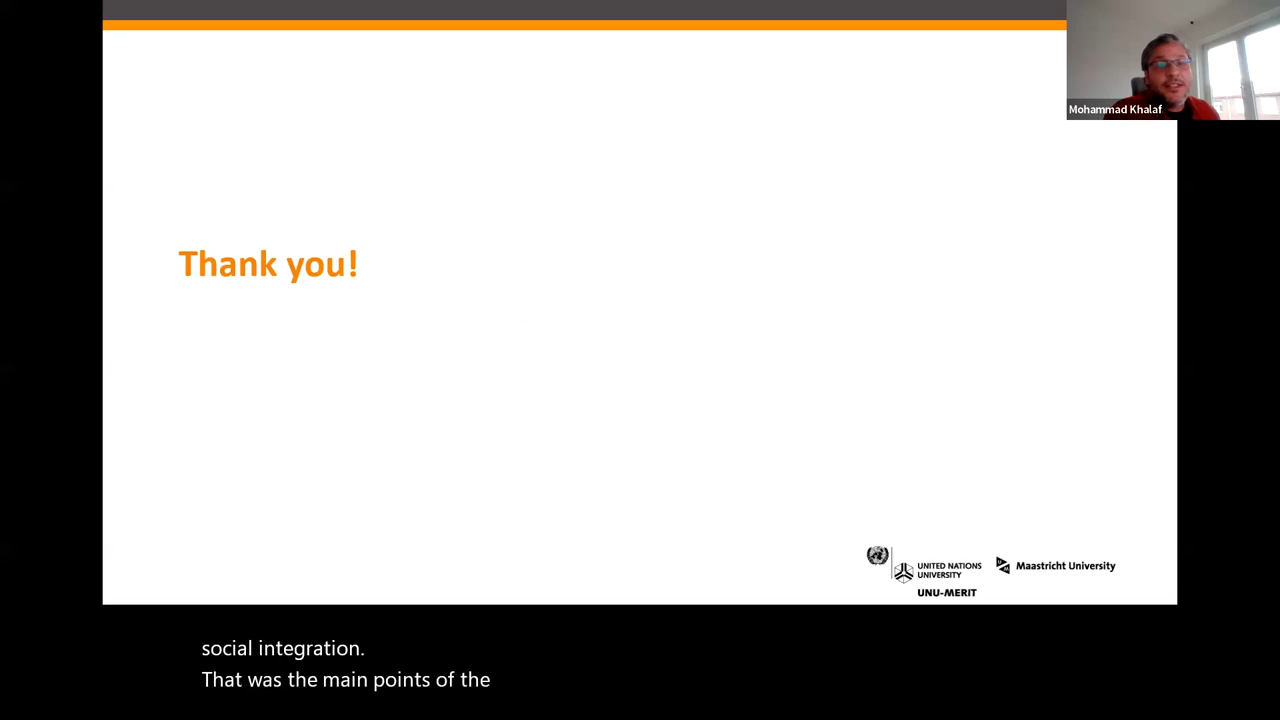 Mohammad Khalaf
Thank you!
UNITED NATIONS
UNIVERSITY
UNU-MERIT
Maastricht University
social integration.
That was the main points of the